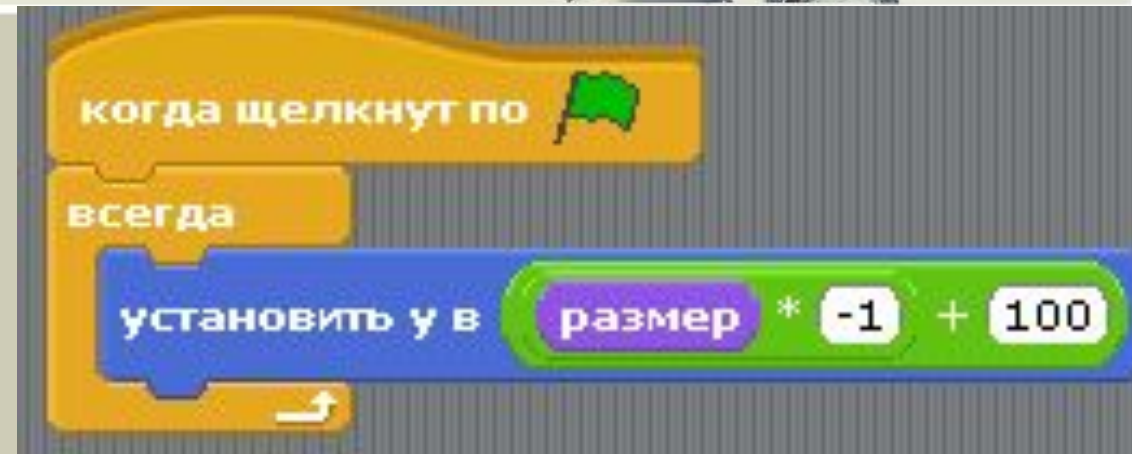 когда щелкнут по
всегда
установить y в размер * -1 + 100